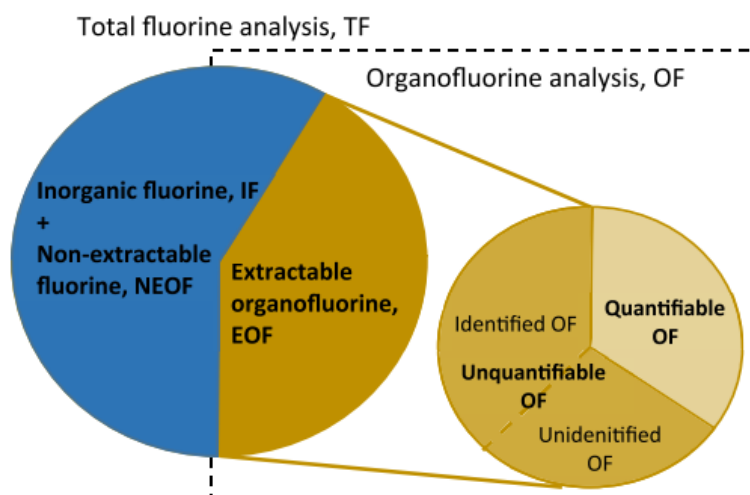 Total fluorine analysis, TF
Organofluorine analysis, OF
Inorganic fluorine, IF
+
Non-extractable
fluorine, NEOF
Extractable
organofluorine,
EOF
Identified OF
Quantifiable
OF
Unquantifiable
OF
Unidenitified
OF